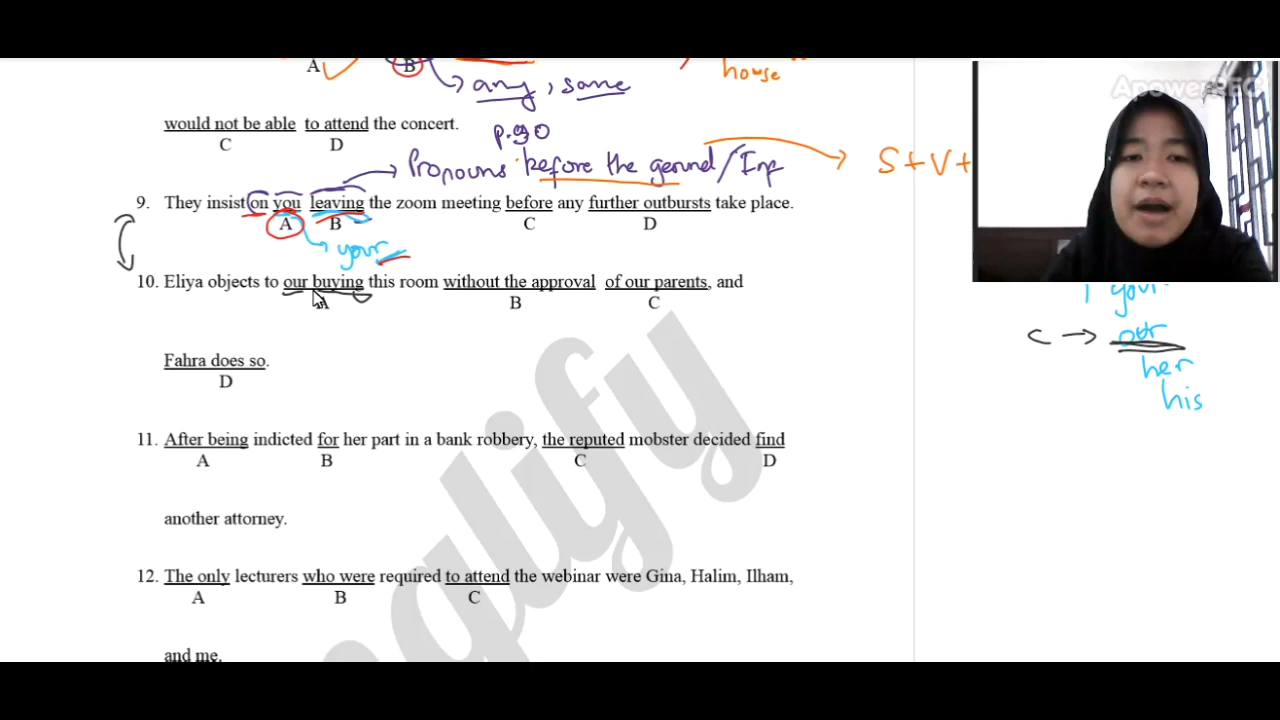 A B house
any, some
ApowerREC
would not be able to attend the concert.
C D
p.90
Pronouns before the gerund/Inf S+V+
9. They insist on you leaving the zoom meeting before any further outbursts take place.
A B C D
your
10. Eliya objects to our buying this room without the approval of our parents, and
A B C
your
C → our
her
his
Fahra does so.
D
11. After being indicted for her part in a bank robbery, the reputed mobster decided find
A B C D
another attorney.
12. The only lecturers who were required to attend the webinar were Gina, Halim, Ilham,
A B C
and me.